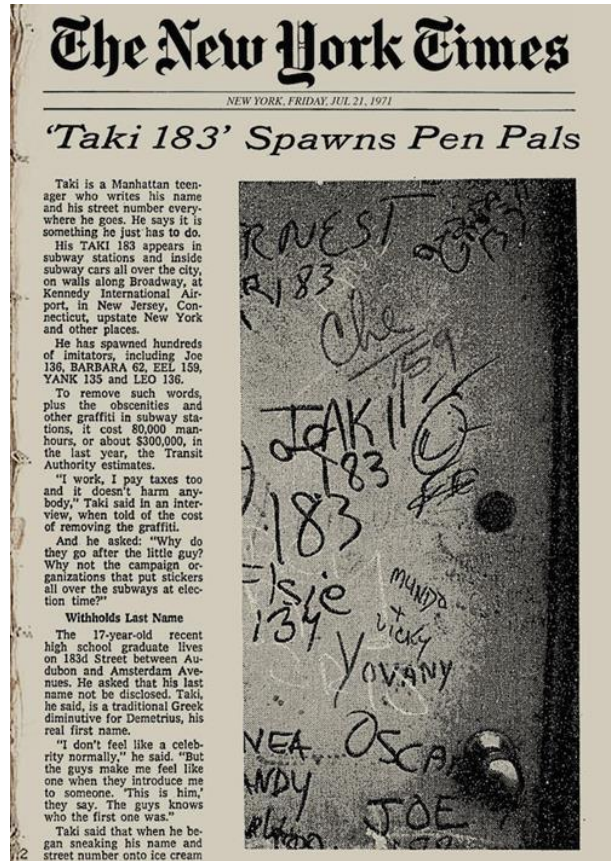 The New York Times
NEW YORK, FRIDAY, JUL 21, 1971
‘Taki 183’ Spawns Pen Pals
Taki is a Manhattan teen-
ager who writes his name
and his street number every-
where he goes. He says it is
something he just has to do.
His TAKI 183 appears in
subway stations and inside
subway cars all over the city,
on walls along Broadway, at
Kennedy International Air-
port, in New Jersey, Con-
necticut, upstate New York
and other places.
He has spawned hundreds
of imitators, including Joe
136, BARBARA 62, EEL 159,
YANK 135 and LEO 136.
To remove such words,
plus the obscenities and
other graffiti in subway sta-
tions, it cost 80,000 man-
hours, or about $300,000, in
the last year, the Transit
Authority estimates.
"I work, I pay taxes too
and it doesn't harm any-
body," Taki said in an inter-
view, when told of the cost
of removing the graffiti.
And he asked: "Why do
they go after the little guy?
Why not the campaign or-
ganizations that put stickers
all over the subways at elec-
tion time?"
Withholds Last Name
The 17-year-old recent
high school graduate lives
on 183d Street between Au-
dubon and Amsterdam Ave-
nues. He asked that his last
name not be disclosed. Taki,
he said, is a traditional Greek
diminutive for Demetrius, his
real first name.
"I don't feel like a celeb-
rity normally," he said. "But
the guys make me feel like
one when they introduce me
to someone. 'This is him,'
they say. The guys knows
who the first one was."
Taki said that when he be-
gan sneaking his name and
street number onto ice cream
RNEST
183
Che
159
TAKI
183
183
Elsie
134
MUNDO
+
VICKY
YOVANY
NEA
OSCA
NDY
JOE